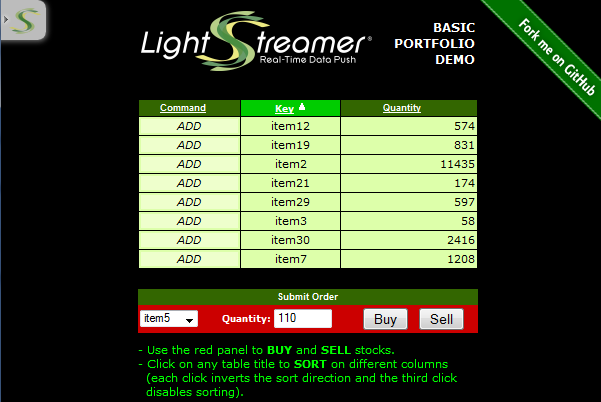 LightStreamer®
Real-Time Data Push
BASIC
PORTFOLIO
DEMO
Fork me on GitHub
Command Key Quantity
ADD item12 574
ADD item19 831
ADD item2 11435
ADD item21 174
ADD item29 597
ADD item3 58
ADD item30 2416
ADD item7 1208
Submit Order
item5 Quantity: 110 Buy Sell
- Use the red panel to BUY and SELL stocks.
- Click on any table title to SORT on different columns
(each click inverts the sort direction and the third click
disables sorting).